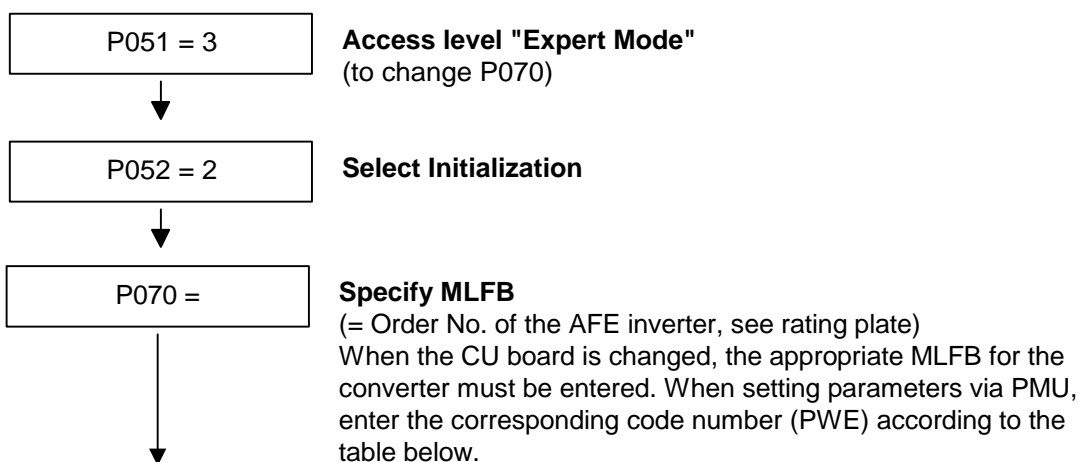 P051 = 3
Access level "Expert Mode"
(to change P070)
P052 = 2
Select Initialization
P070 =
Specify MLFB
(= Order No. of the AFE inverter, see rating plate)
When the CU board is changed, the appropriate MLFB for the
converter must be entered. When setting parameters via PMU,
enter the corresponding code number (PWE) according to the
table below.